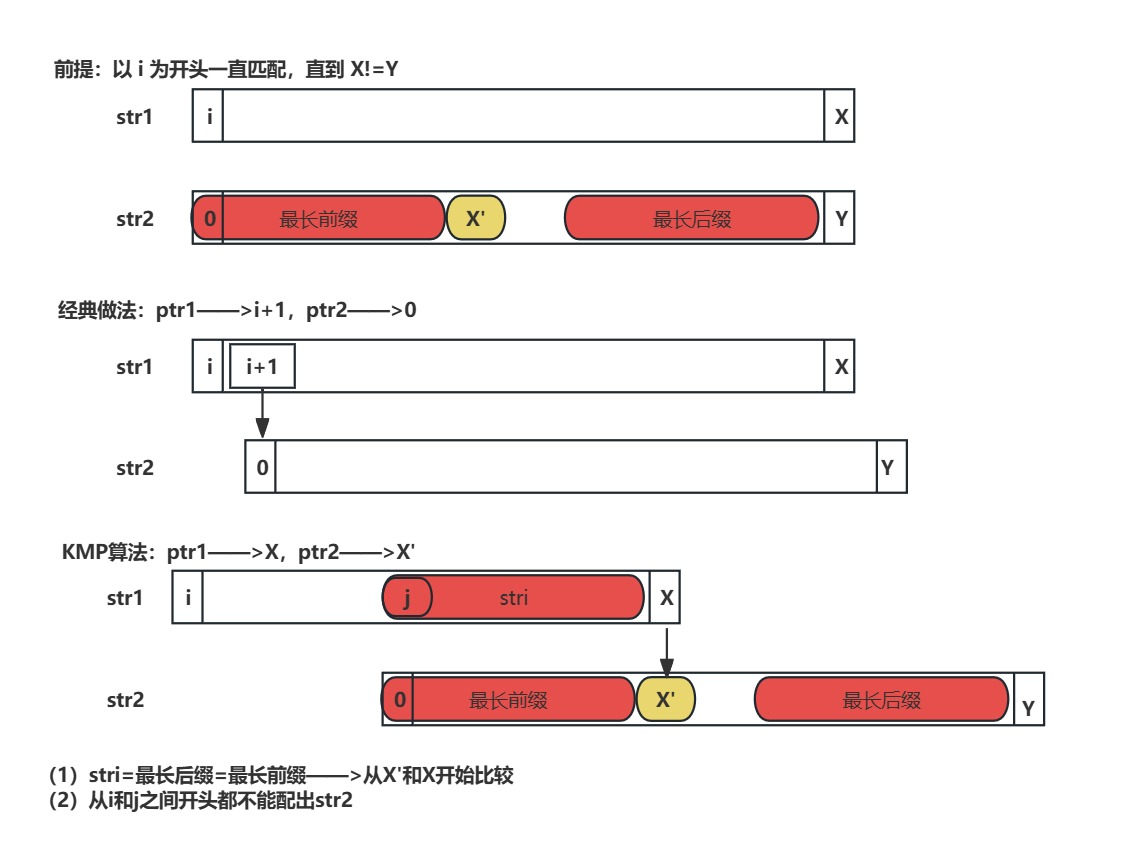 前提：以 i 为开头一直匹配，直到 X!=Y
str1 i X
str2 0 最长前缀 X' 最长后缀 Y
经典做法：ptr1——>i+1，ptr2——>0
str1 i i+1 X
str2 0 Y
KMP算法：ptr1——>X，ptr2——>X'
str1 i j stri X
str2 0 最长前缀 X' 最长后缀 Y
（1）stri=最长后缀=最长前缀——>从X'和X开始比较
（2）从i和j之间开头都不能配出str2